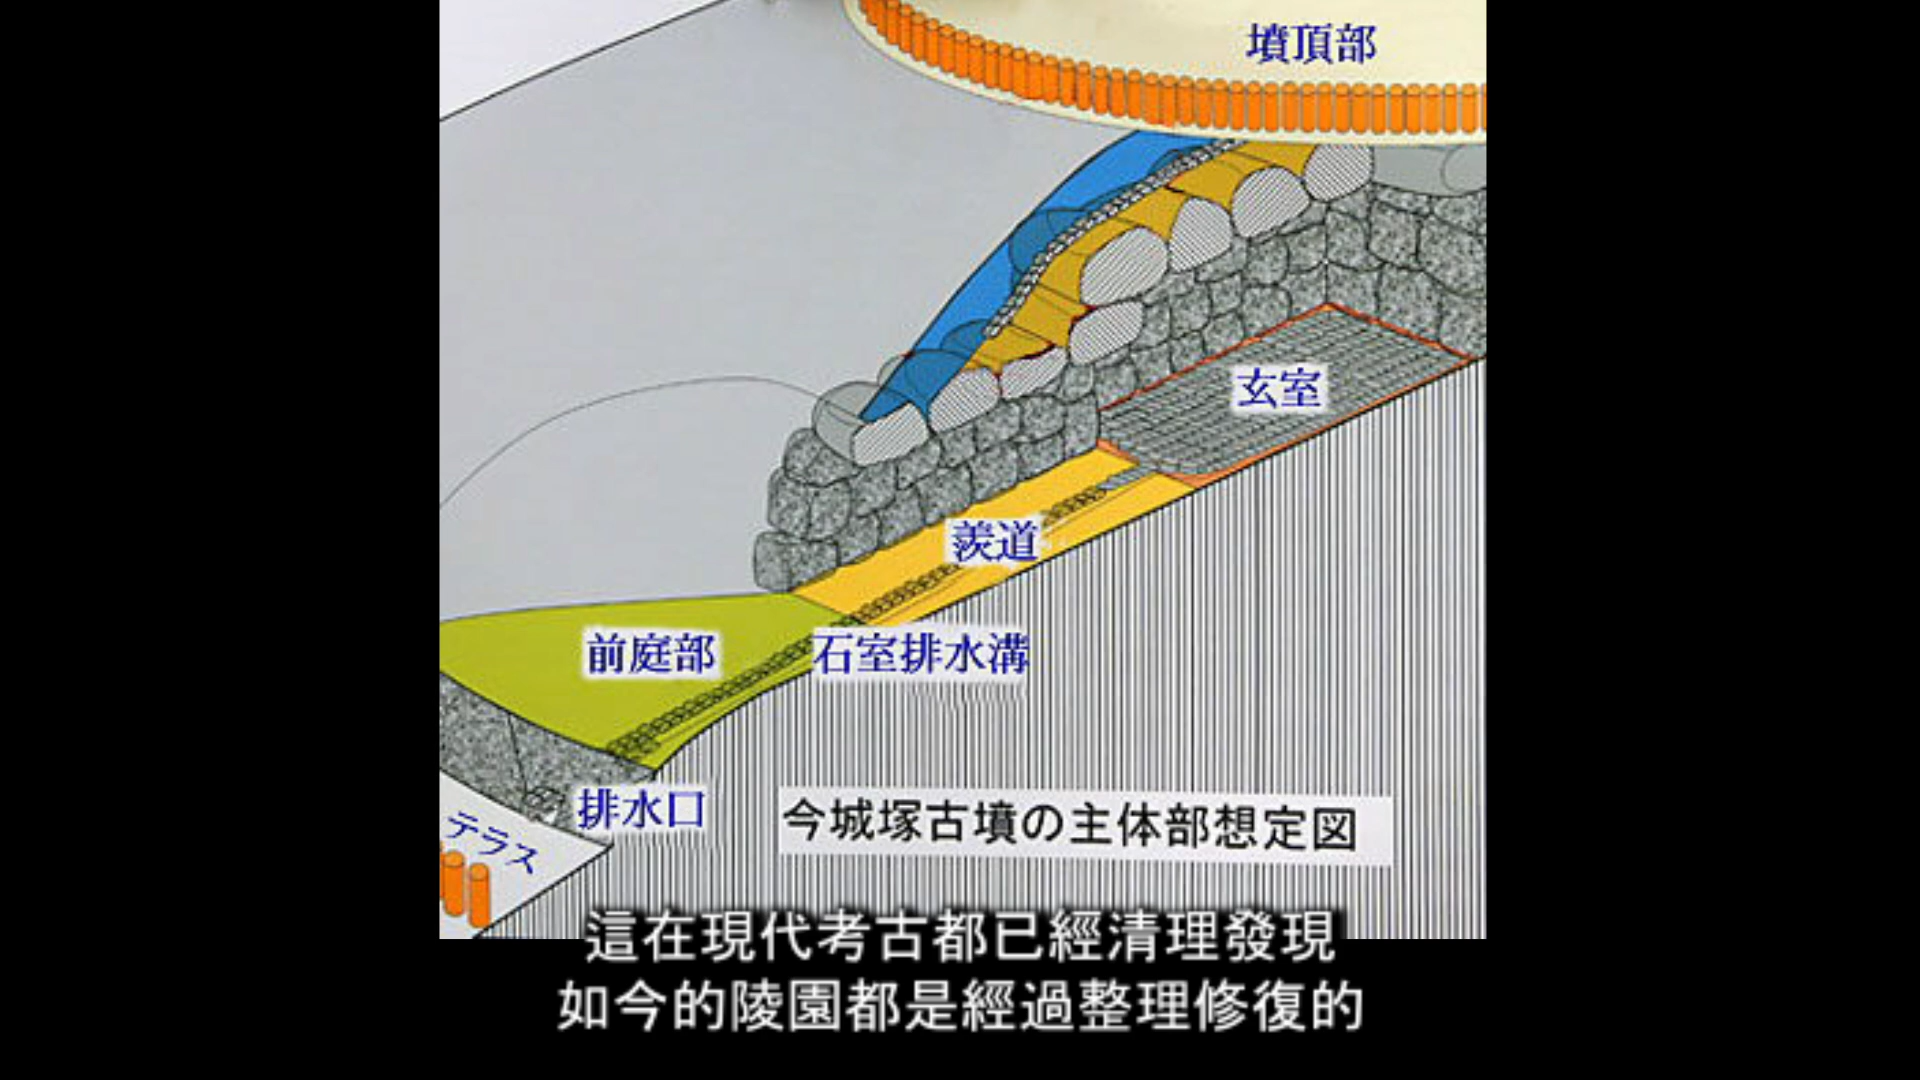 墳頂部
玄室
羨道
前庭部
石室排水溝
排水口
テラス
今城塚古墳の主体部想定図
這在現代考古都已經清理發現
如今的陵園都是經過整理修復的